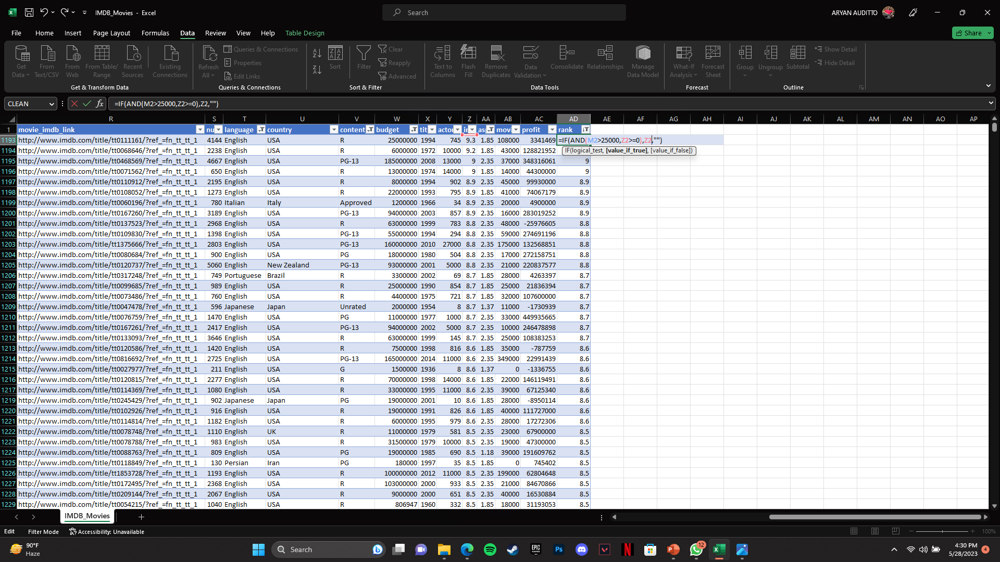 IMDB_Movies - Excel
Search
ARYAN AUDITTO
File Home Insert Page Layout Formulas Data Review View Help Table Design
Share
Get Data
From Text/CSV
From Web
From Table/ Range
Recent Sources
Existing Connections
Get & Transform Data
Refresh All
Queries & Connections
Properties
Edit Links
Queries & Connections
Sort
Filter
Clear
Reapply
Advanced
Sort & Filter
Text to Columns
Flash Fill
Remove Duplicates
Data Validation
Consolidate
Relationships
Manage Data Model
Data Tools
What-If Analysis
Forecast Sheet
Forecast
Group
Ungroup
Subtotal
Show Detail
Hide Detail
Outline
CLEAN
fx
=IF(AND(M2>25000,Z2>=0),Z2,"")
R S T U V W X Y Z AA AB AC AD AE AF AG AH AI AJ AK AL AM AN AO AP
1 movie_imdb_link nu language country content budget tit actor i as movi profit rank
1193 http://www.imdb.com/title/tt0111161/?ref_=fn_tt_tt_1 4144 English USA R 25000000 1994 745 9.3 1.85 108000 3341469 =IF(AND(M2>25000,Z2>=0),Z2,"")
IF(logical_test, [value_if_true], [value_if_false])
1194 http://www.imdb.com/title/tt0068646/?ref_=fn_tt_tt_1 2238 English USA R 6000000 1972 10000 9.2 1.85 43000 128821952
1195 http://www.imdb.com/title/tt0468569/?ref_=fn_tt_tt_1 4667 English USA PG-13 185000000 2008 13000 9 2.35 37000 348316061 9
1196 http://www.imdb.com/title/tt0071562/?ref_=fn_tt_tt_1 650 English USA R 13000000 1974 14000 9 1.85 14000 44300000 9
1197 http://www.imdb.com/title/tt0110912/?ref_=fn_tt_tt_1 2195 English USA R 8000000 1994 902 8.9 2.35 45000 99930000 8.9
1198 http://www.imdb.com/title/tt0108052/?ref_=fn_tt_tt_1 1273 English USA R 22000000 1993 795 8.9 1.85 41000 74067179 8.9
1199 http://www.imdb.com/title/tt0060196/?ref_=fn_tt_tt_1 780 Italian Italy Approved 1200000 1966 34 8.9 2.35 20000 4900000 8.9
1200 http://www.imdb.com/title/tt0167260/?ref_=fn_tt_tt_1 3189 English USA PG-13 94000000 2003 857 8.9 2.35 16000 283019252 8.9
1201 http://www.imdb.com/title/tt0137523/?ref_=fn_tt_tt_1 2968 English USA R 63000000 1999 783 8.8 2.35 48000 -25976605 8.8
1202 http://www.imdb.com/title/tt0109830/?ref_=fn_tt_tt_1 1398 English USA PG-13 55000000 1994 294 8.8 2.35 59000 274691196 8.8
1203 http://www.imdb.com/title/tt1375666/?ref_=fn_tt_tt_1 2803 English USA PG-13 160000000 2010 27000 8.8 2.35 175000 132568851 8.8
1204 http://www.imdb.com/title/tt0080684/?ref_=fn_tt_tt_1 900 English USA PG 18000000 1980 504 8.8 2.35 17000 272158751 8.8
1205 http://www.imdb.com/title/tt0120737/?ref_=fn_tt_tt_1 5060 English New Zealand PG-13 93000000 2001 5000 8.8 2.35 21000 220837577 8.8
1206 http://www.imdb.com/title/tt0317248/?ref_=fn_tt_tt_1 749 Portuguese Brazil R 3300000 2002 69 8.7 1.85 28000 4263397 8.7
1207 http://www.imdb.com/title/tt0099685/?ref_=fn_tt_tt_1 989 English USA R 25000000 1990 854 8.7 1.85 25000 21836394 8.7
1208 http://www.imdb.com/title/tt0073486/?ref_=fn_tt_tt_1 760 English USA R 4400000 1975 721 8.7 1.85 32000 107600000 8.7
1209 http://www.imdb.com/title/tt0047478/?ref_=fn_tt_tt_1 596 Japanese Japan Unrated 2000000 1954 8 8.7 1.37 11000 -1730939 8.7
1210 http://www.imdb.com/title/tt0076759/?ref_=fn_tt_tt_1 1470 English USA PG 11000000 1977 1000 8.7 2.35 33000 449935665 8.7
1211 http://www.imdb.com/title/tt0167261/?ref_=fn_tt_tt_1 2417 English USA PG-13 94000000 2002 5000 8.7 2.35 10000 246478898 8.7
1212 http://www.imdb.com/title/tt0133093/?ref_=fn_tt_tt_1 3646 English USA R 63000000 1999 145 8.7 2.35 25000 108383253 8.7
1213 http://www.imdb.com/title/tt0120586/?ref_=fn_tt_tt_1 1420 English USA R 7500000 1998 816 8.6 1.85 35000 -787759 8.6
1214 http://www.imdb.com/title/tt0816692/?ref_=fn_tt_tt_1 2725 English USA PG-13 165000000 2014 11000 8.6 2.35 349000 22991439 8.6
1215 http://www.imdb.com/title/tt0027977/?ref_=fn_tt_tt_1 211 English USA G 1500000 1936 8 8.6 1.37 0 -1336755 8.6
1216 http://www.imdb.com/title/tt0120815/?ref_=fn_tt_tt_1 2277 English USA R 70000000 1998 14000 8.6 1.85 22000 146119491 8.6
1217 http://www.imdb.com/title/tt0114369/?ref_=fn_tt_tt_1 1080 English USA R 33000000 1995 11000 8.6 2.35 39000 67125340 8.6
1219 http://www.imdb.com/title/tt0245429/?ref_=fn_tt_tt_1 902 Japanese Japan PG 19000000 2001 10 8.6 1.85 28000 -8950114 8.6
1220 http://www.imdb.com/title/tt0102926/?ref_=fn_tt_tt_1 916 English USA R 19000000 1991 826 8.6 1.85 40000 111727000 8.6
1221 http://www.imdb.com/title/tt0114814/?ref_=fn_tt_tt_1 1182 English USA R 6000000 1995 979 8.6 2.35 28000 17272306 8.6
1222 http://www.imdb.com/title/tt0078748/?ref_=fn_tt_tt_1 1110 English UK R 11000000 1979 581 8.5 2.35 23000 67900000 8.5
1223 http://www.imdb.com/title/tt0078788/?ref_=fn_tt_tt_1 983 English USA R 31500000 1979 10000 8.5 2.35 19000 47300000 8.5
1224 http://www.imdb.com/title/tt0088763/?ref_=fn_tt_tt_1 809 English USA PG 19000000 1985 690 8.5 1.18 39000 191609762 8.5
1225 http://www.imdb.com/title/tt0118849/?ref_=fn_tt_tt_1 130 Persian Iran PG 180000 1997 35 8.5 1.85 0 745402 8.5
1226 http://www.imdb.com/title/tt1853728/?ref_=fn_tt_tt_1 1193 English USA R 100000000 2012 11000 8.5 2.35 199000 62804648 8.5
1227 http://www.imdb.com/title/tt0172495/?ref_=fn_tt_tt_1 2368 English USA R 103000000 2000 933 8.5 2.35 21000 84670866 8.5
1228 http://www.imdb.com/title/tt0209144/?ref_=fn_tt_tt_1 2067 English USA R 9000000 2000 651 8.5 2.35 40000 16530884 8.5
1229 http://www.imdb.com/title/tt0054215/?ref_=fn_tt_tt_1 1040 English USA R 806947 1960 332 8.5 1.85 18000 31193053 8.5
IMDB_Movies
Edit Filter Mode Accessibility: Unavailable 100%
90°F
Haze
Search
EPIC GAMES
Ps
12
4:30 PM
5/28/2023
4